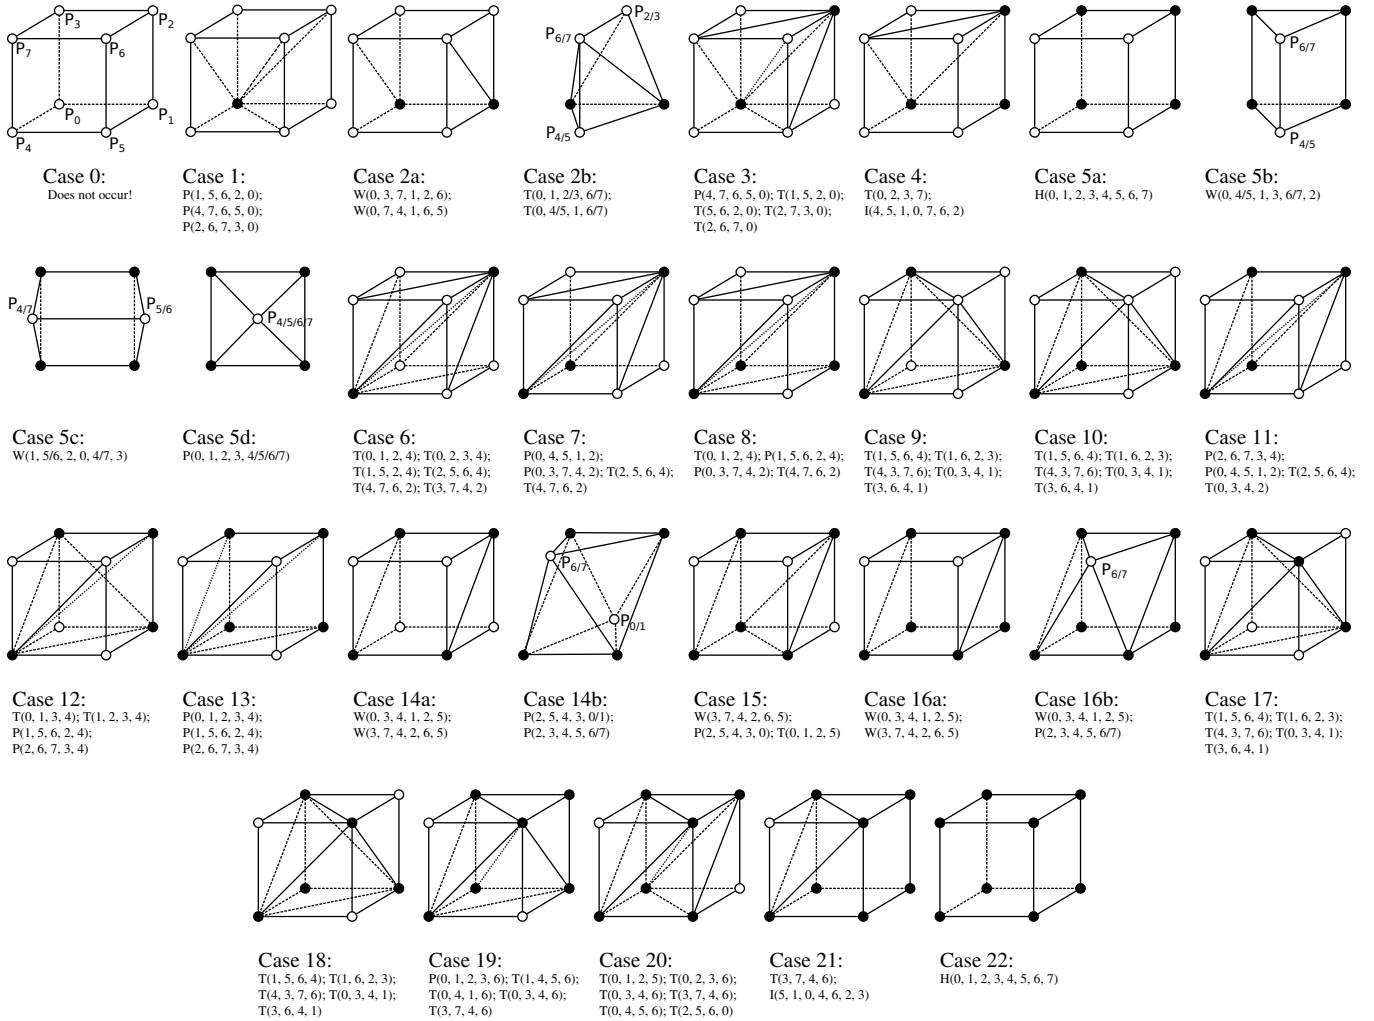 P3
P2
P7
P6
P0
P1
P4
P5
P2/3
P6/7
P4/5
P6/7
P4/5
Case 0:
Does not occur!
Case 1:
P(1, 5, 6, 2, 0);
P(4, 7, 6, 5, 0);
P(2, 6, 7, 3, 0)
Case 2a:
W(0, 3, 7, 1, 2, 6);
W(0, 7, 4, 1, 6, 5)
Case 2b:
T(0, 1, 2/3, 6/7);
T(0, 4/5, 1, 6/7)
Case 3:
P(4, 7, 6, 5, 0); T(1, 5, 2, 0);
T(5, 6, 2, 0); T(2, 7, 3, 0);
T(2, 6, 7, 0)
Case 4:
T(0, 2, 3, 7);
I(4, 5, 1, 0, 7, 6, 2)
Case 5a:
H(0, 1, 2, 3, 4, 5, 6, 7)
Case 5b:
W(0, 4/5, 1, 3, 6/7, 2)
P4/7
P5/6
P4/5/6/7
Case 5c:
W(1, 5/6, 2, 0, 4/7, 3)
Case 5d:
P(0, 1, 2, 3, 4/5/6/7)
Case 6:
T(0, 1, 2, 4); T(0, 2, 3, 4);
T(1, 5, 2, 4); T(2, 5, 6, 4);
T(4, 7, 6, 2); T(3, 7, 4, 2)
Case 7:
P(0, 4, 5, 1, 2);
P(0, 3, 7, 4, 2); T(2, 5, 6, 4);
T(4, 7, 6, 2)
Case 8:
T(0, 1, 2, 4); P(1, 5, 6, 2, 4);
P(0, 3, 7, 4, 2); T(4, 7, 6, 2)
Case 9:
T(1, 5, 6, 4); T(1, 6, 2, 3);
T(4, 3, 7, 6); T(0, 3, 4, 1);
T(3, 6, 4, 1)
Case 10:
T(1, 5, 6, 4); T(1, 6, 2, 3);
T(4, 3, 7, 6); T(0, 3, 4, 1);
T(3, 6, 4, 1)
Case 11:
P(2, 6, 7, 3, 4);
P(0, 4, 5, 1, 2); T(2, 5, 6, 4);
T(0, 3, 4, 2)
P6/7
P0/1
P6/7
Case 12:
T(0, 1, 3, 4); T(1, 2, 3, 4);
P(1, 5, 6, 2, 4);
P(2, 6, 7, 3, 4)
Case 13:
P(0, 1, 2, 3, 4);
P(1, 5, 6, 2, 4);
P(2, 6, 7, 3, 4)
Case 14a:
W(0, 3, 4, 1, 2, 5);
W(3, 7, 4, 2, 6, 5)
Case 14b:
P(2, 5, 4, 3, 0/1);
P(2, 3, 4, 5, 6/7)
Case 15:
W(3, 7, 4, 2, 6, 5);
P(2, 5, 4, 3, 0); T(0, 1, 2, 5)
Case 16a:
W(0, 3, 4, 1, 2, 5);
W(3, 7, 4, 2, 6, 5)
Case 16b:
W(0, 3, 4, 1, 2, 5);
P(2, 3, 4, 5, 6/7)
Case 17:
T(1, 5, 6, 4); T(1, 6, 2, 3);
T(4, 3, 7, 6); T(0, 3, 4, 1);
T(3, 6, 4, 1)
Case 18:
T(1, 5, 6, 4); T(1, 6, 2, 3);
T(4, 3, 7, 6); T(0, 3, 4, 1);
T(3, 6, 4, 1)
Case 19:
P(0, 1, 2, 3, 6); T(1, 4, 5, 6);
T(0, 4, 1, 6); T(0, 3, 4, 6);
T(3, 7, 4, 6)
Case 20:
T(0, 1, 2, 5); T(0, 2, 3, 6);
T(0, 3, 4, 6); T(3, 7, 4, 6);
T(0, 4, 5, 6); T(2, 5, 6, 0)
Case 21:
T(3, 7, 4, 6);
I(5, 1, 0, 4, 6, 2, 3)
Case 22:
H(0, 1, 2, 3, 4, 5, 6, 7)